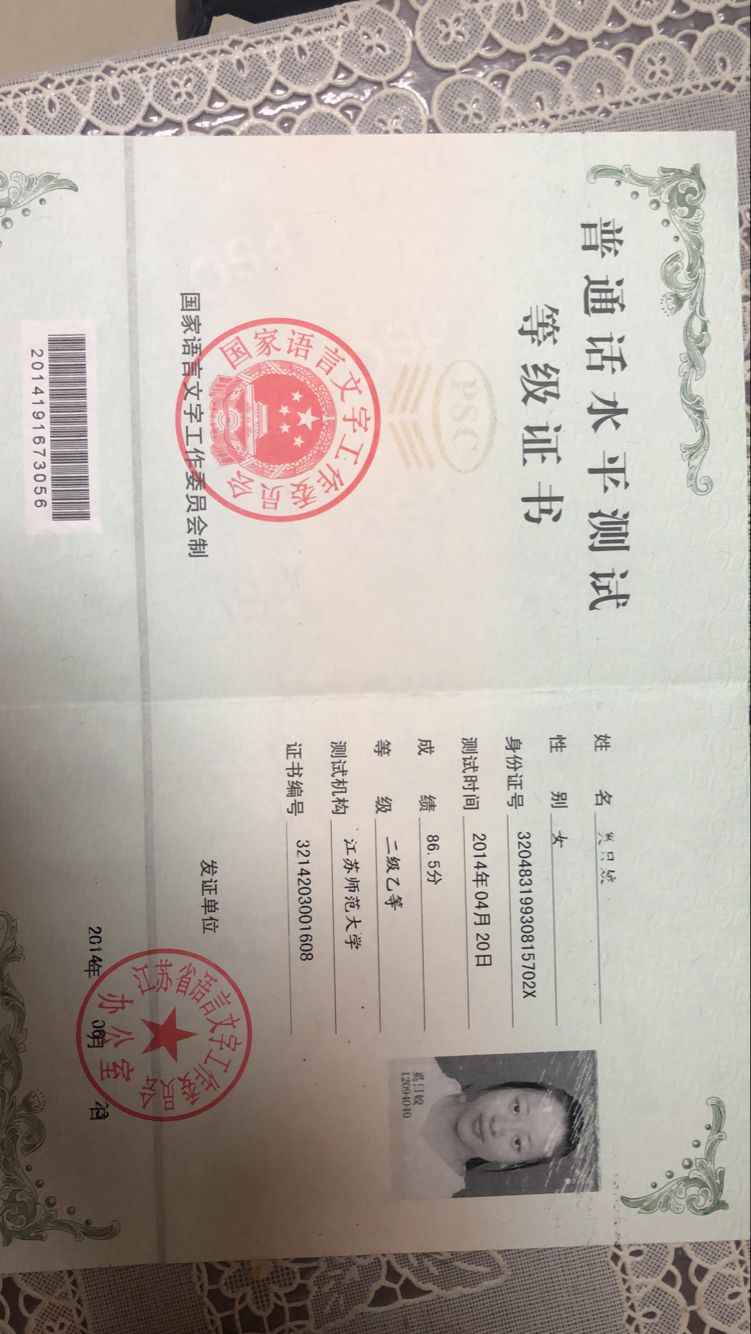 普通话水平测试
等级证书
PSC
国家语言文字工作委员会
国家语言文字工作委员会制
2014191673056
姓 名
性 别 女
身份证号 32048319930815702X
测试时间 2014年04月20日
成 绩 86.5分
等 级 二级乙等
测试机构 江苏师范大学
证书编号 3214203001608
12094040
发证单位
江苏省语言文字工作委员会
办公室
2014年 06月 日